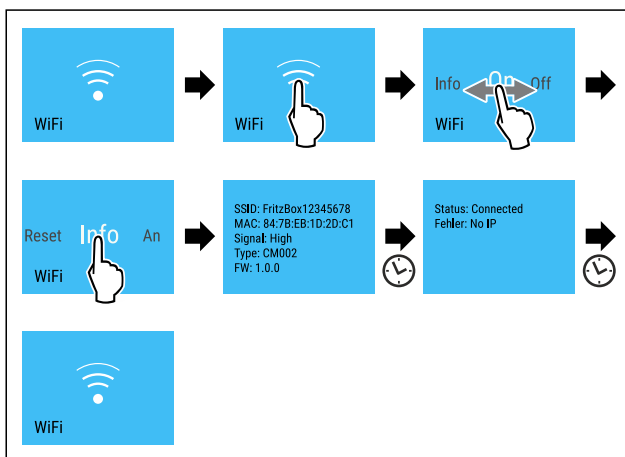 WiFi
WiFi
Info On Off
WiFi
Reset Info An
WiFi
SSID: FritzBox12345678
MAC: 84:7B:EB:1D:2D:C1
Signal: High
Type: CM002
FW: 1.0.0
Status: Connected
Fehler: No IP
WiFi